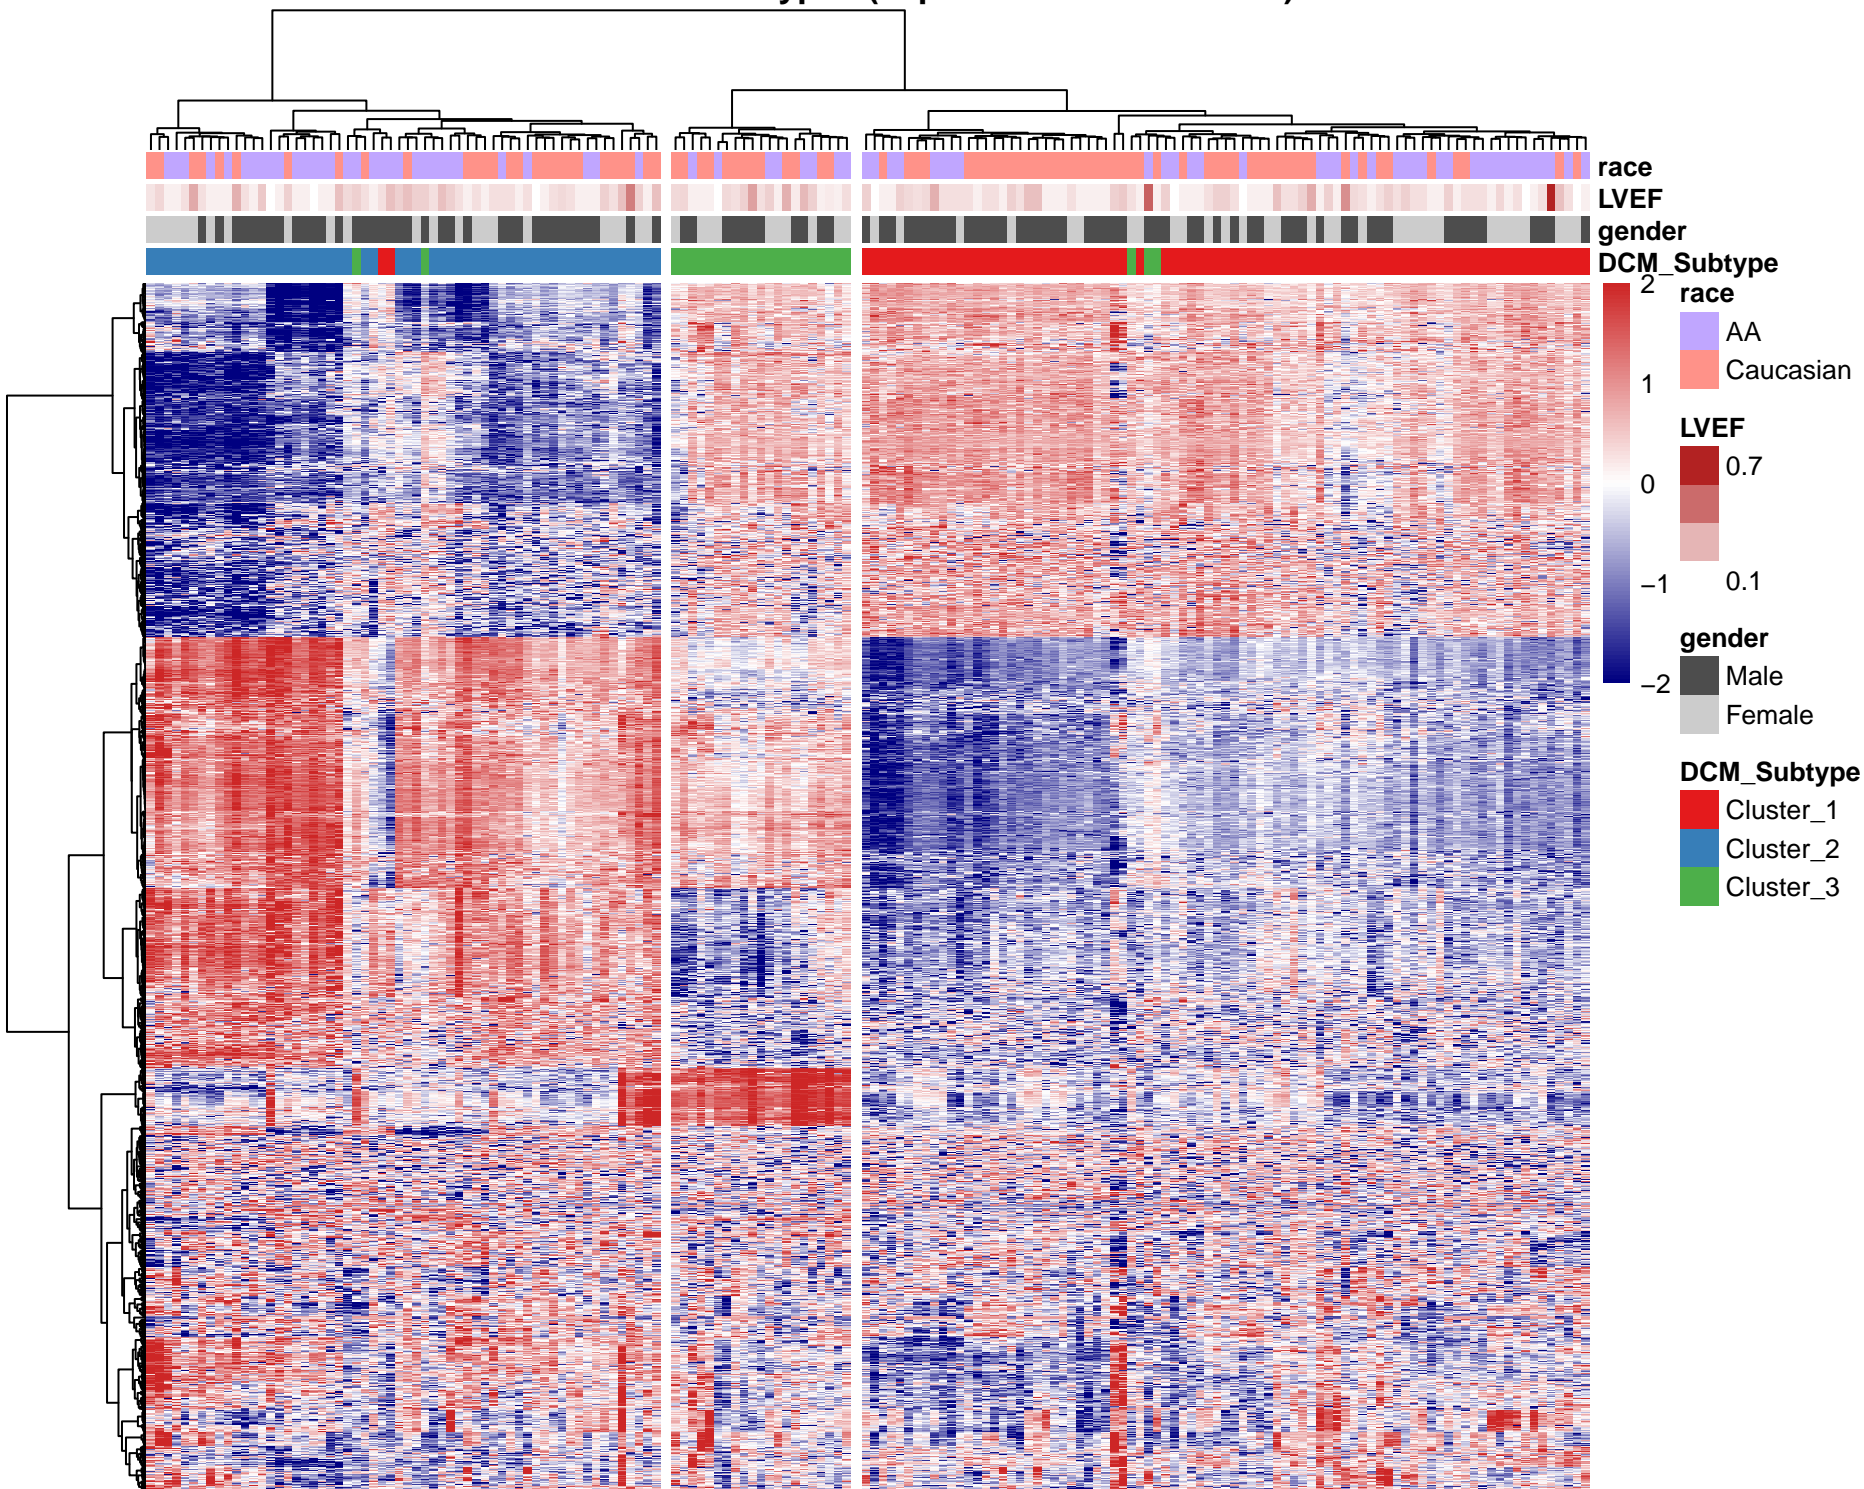 race
LVEF
gender
DCM_Subtype
2
1
0
−1
−2
race
AA
Caucasian
LVEF
0.7
0.1
gender
Male
Female
DCM_Subtype
Cluster_1
Cluster_2
Cluster_3